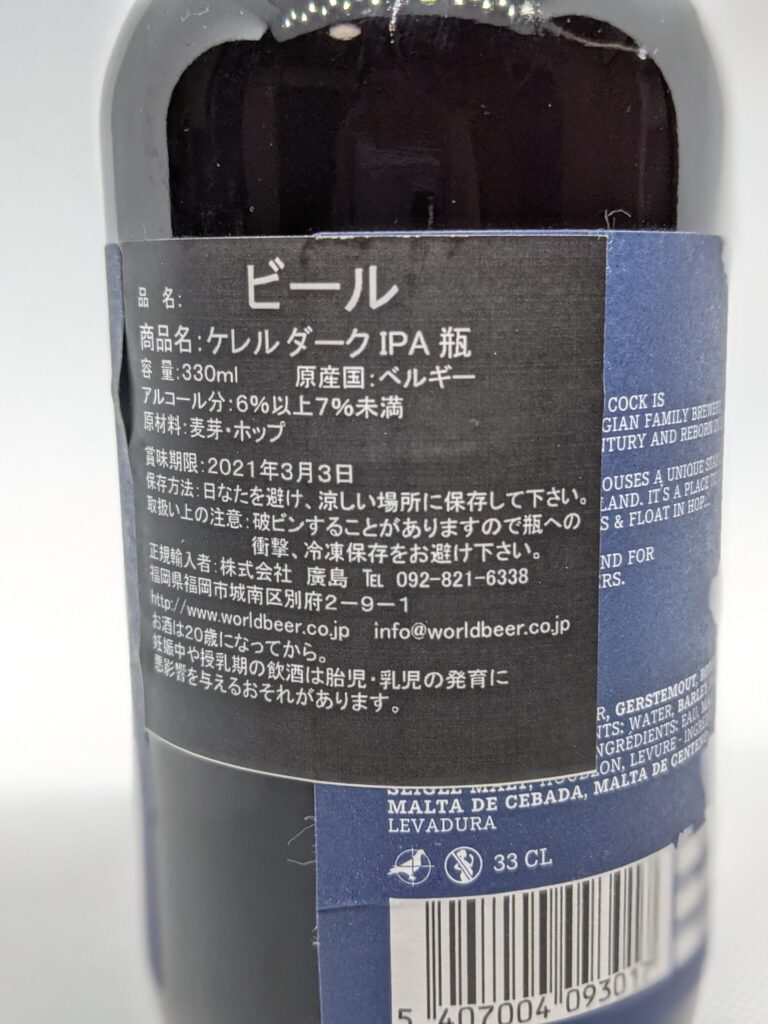 品 名: ビール
商品名:ケレル ダーク IPA 瓶
容 量:330ml 原産国:ベルギー
アルコール分:6%以上7%未満
原材料:麦芽・ホップ
賞味期限:2021年3月3日
保存方法:日なたを避け、涼しい場所に保存して下さい。
取扱い上の注意:破ビンすることがありますので瓶への
衝撃、冷凍保存をお避け下さい。
正規輸入者:株式会社 廣島 TEL 092-821-6338
福岡県福岡市城南区別府2-9-1
http://www.worldbeer.co.jp info@worldbeer.co.jp
お酒は20歳になってから。
妊娠中や授乳期の飲酒は胎児・乳児の発育に
悪影響を与えるおそれがあります。
COCK IS
GIAN FAMILY BREWERY
NTURY AND REBORN
OUSES A UNIQUE
LAND. IT'S A PLACE TO
S & FLOAT IN HOP...
ND FOR
ERS.
R, GERSTEMOUT,
NTS: WATER, BARLEY
INGRÉDIENTS: EAU,
SEIGLE MALT, HOUBLON, LEVURE -
MALTA DE CEBADA, MALTA DE CENTENO
LEVADURA
33 CL
5 407004 09301